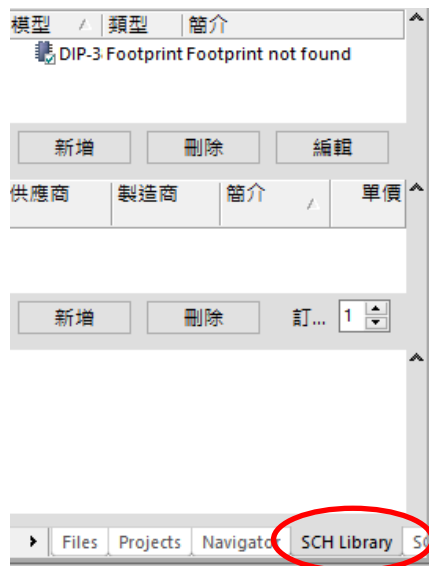 模型 類型 簡介
DIP-3 Footprint Footprint not found
新增 刪除 編輯
供應商 製造商 簡介 單價
新增 刪除 訂... 1
Files Projects Navigator SCH Library SC